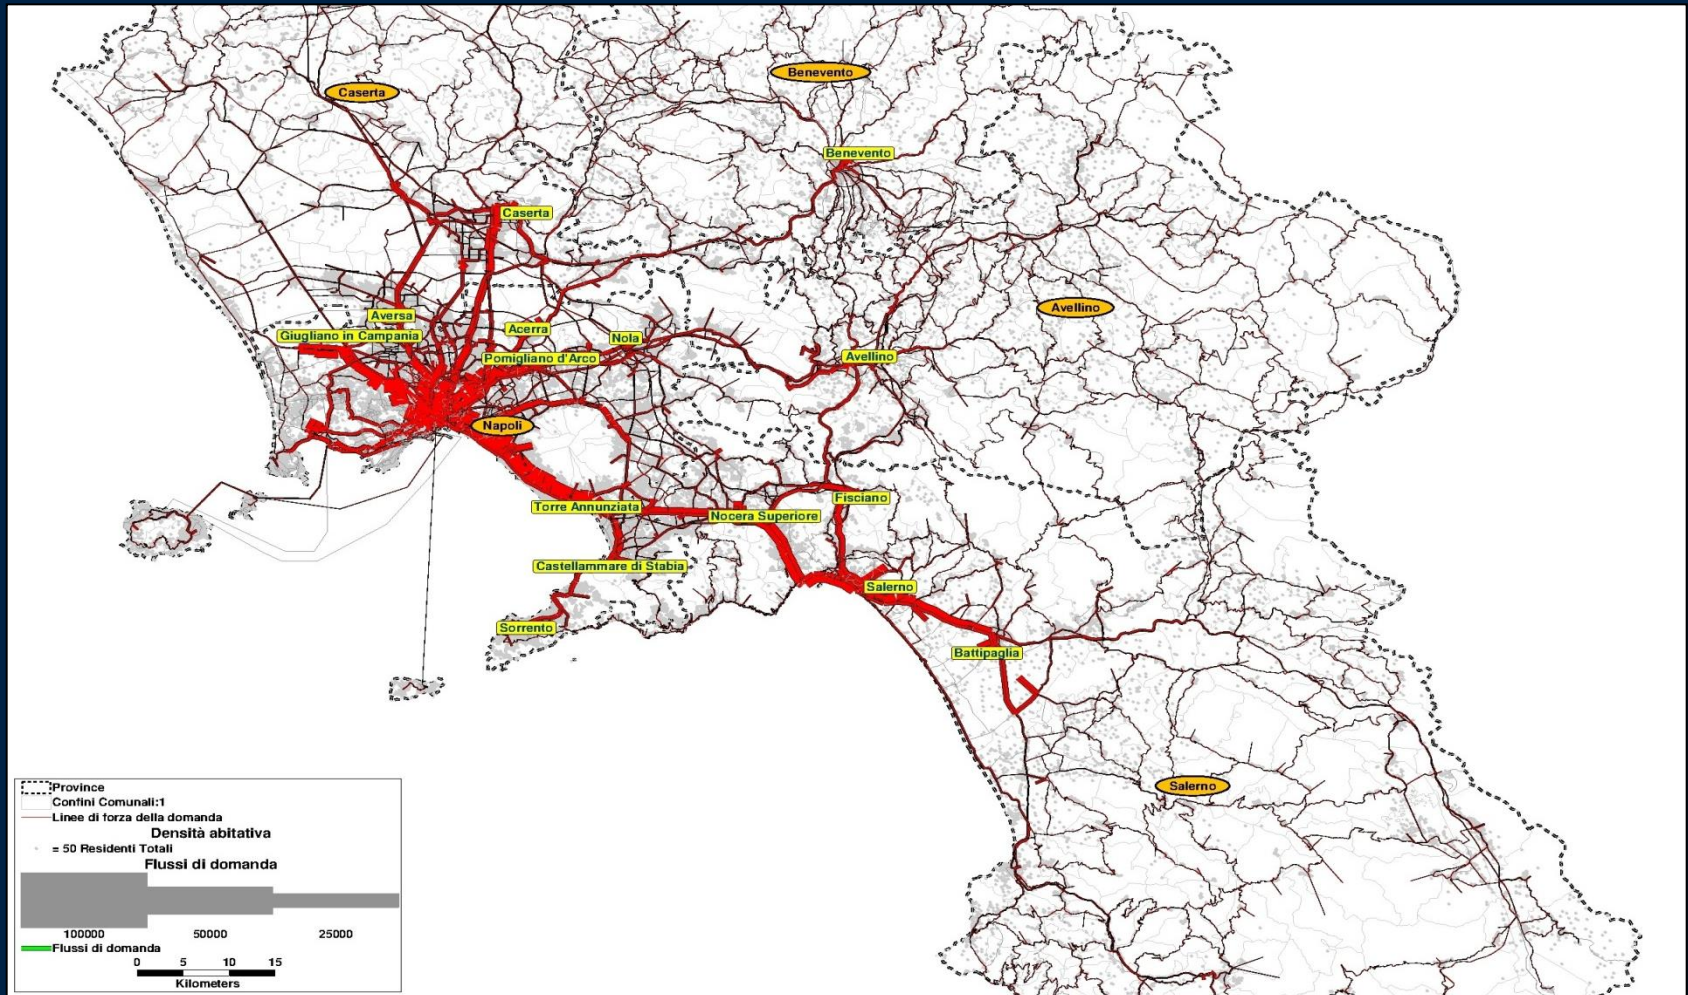 Benevento
Caserta
Benevento
Caserta
Avellino
Aversa
Acerra
Giugliano in Campania
Nola
Pomigliano d'Arco
Avellino
Napoli
Fisciano
Torre Annunziata
Nocera Superiore
Castellammare di Stabia
Salerno
Sorrento
Battipaglia
Salerno
Province
Confini Comunali:1
Linee di forza della domanda
Densità abitativa
= 50 Residenti Totali
Flussi di domanda
100000 50000 25000
Flussi di domanda
0 5 10 15
Kilometers